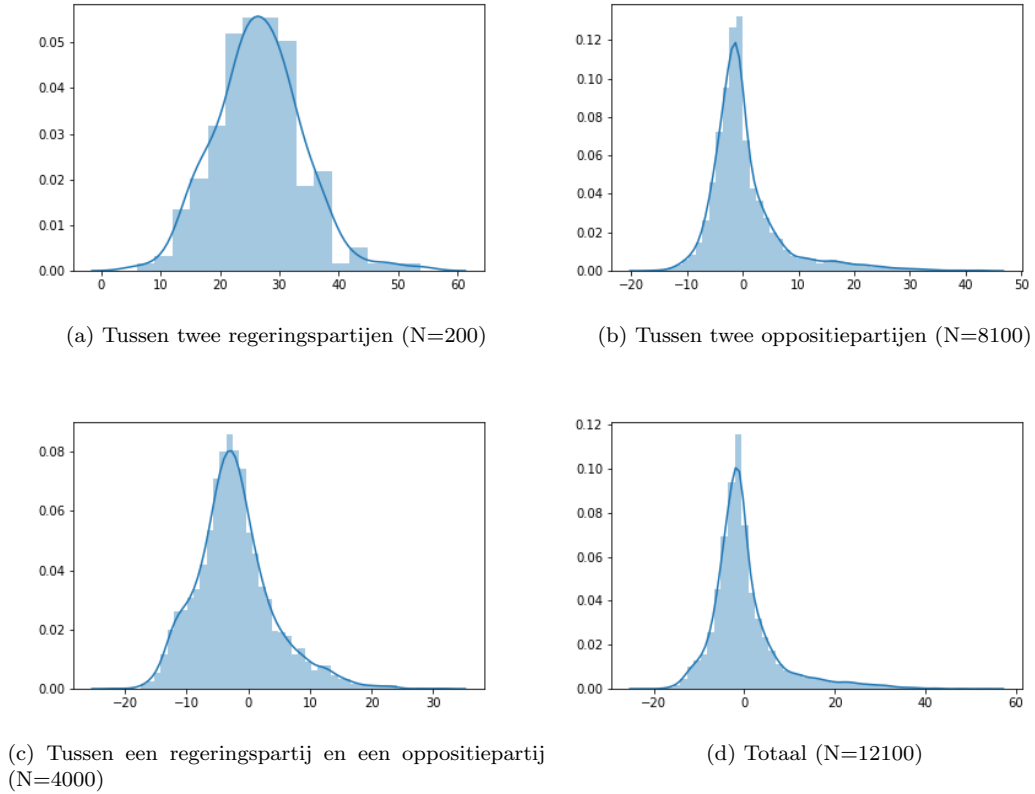 0.05
0.04
0.03
0.02
0.01
0.00
0 10 20 30 40 50 60
(a) Tussen twee regeringspartijen (N=200)
0.12
0.10
0.08
0.06
0.04
0.02
0.00
−20 −10 0 10 20 30 40 50
(b) Tussen twee oppositiepartijen (N=8100)
0.08
0.06
0.04
0.02
0.00
−20 −10 0 10 20 30
(c) Tussen een regeringspartij en een oppositiepartij
(N=4000)
0.12
0.10
0.08
0.06
0.04
0.02
0.00
−20 0 20 40 60
(d) Totaal (N=12100)